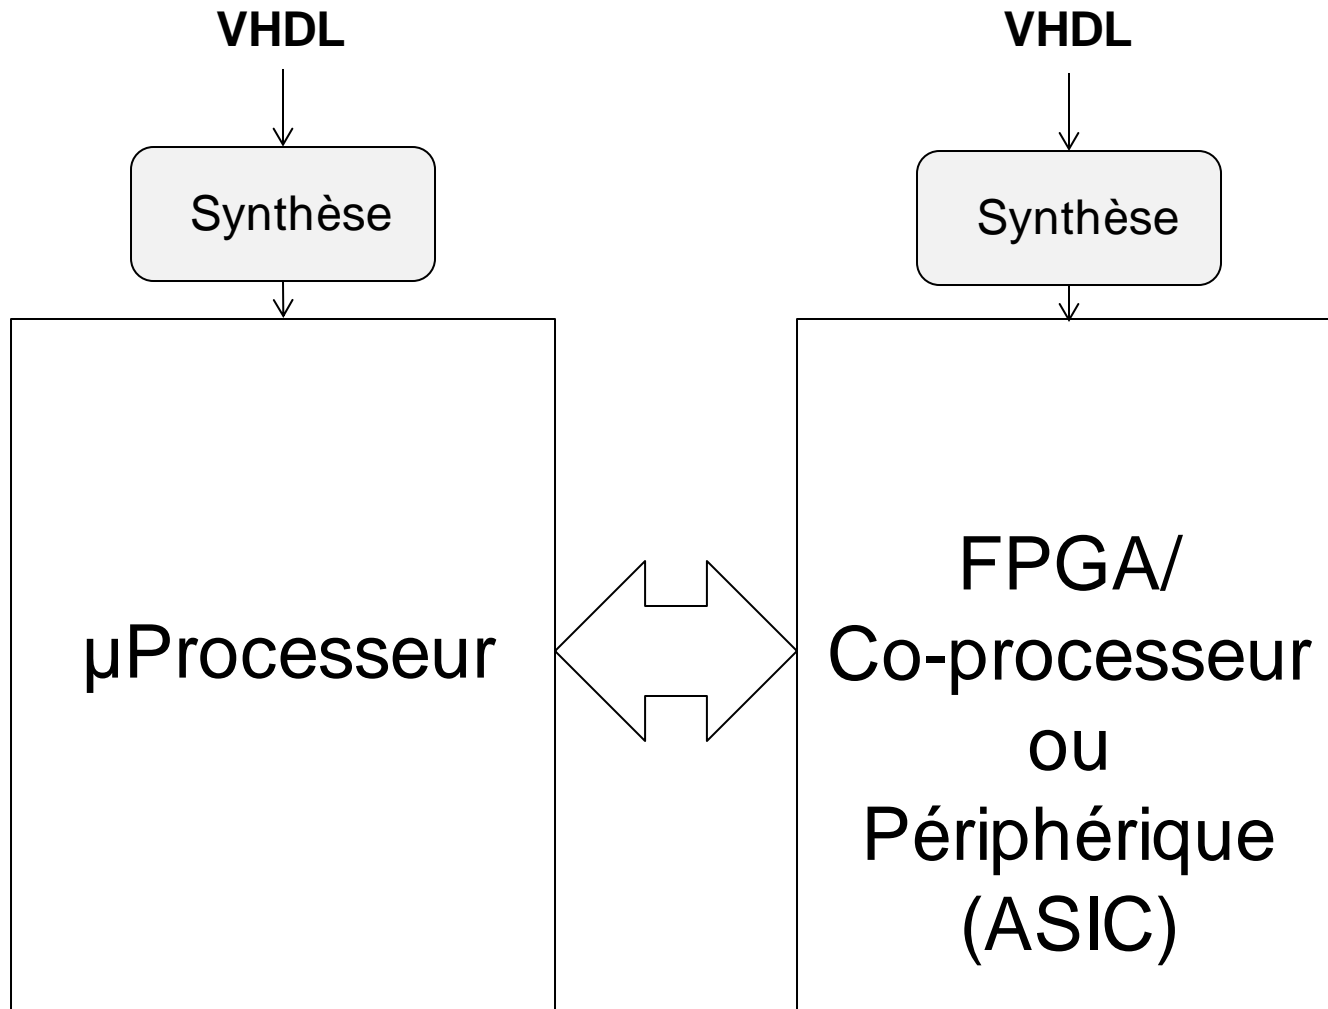 VHDL
VHDL
Synthèse
Synthèse
µProcesseur
FPGA/
Co-processeur
ou
Périphérique
(ASIC)